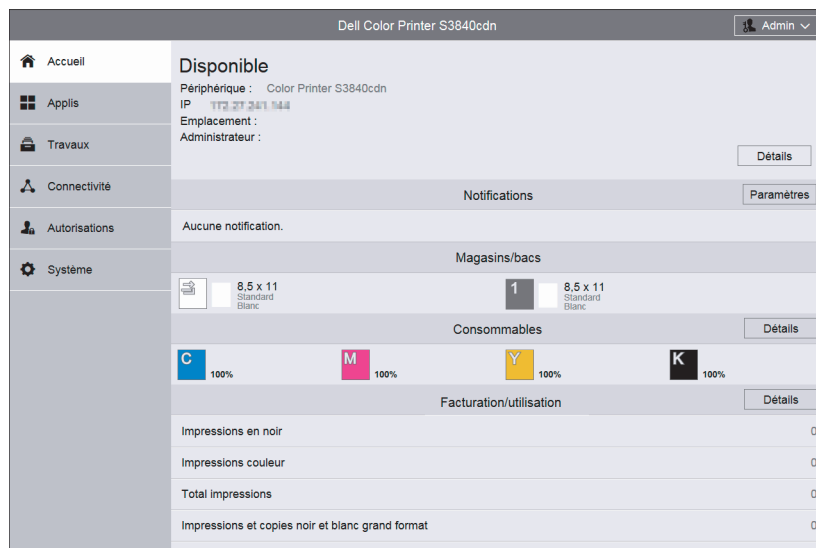 Dell Color Printer S3840cdn
Admin
Accueil
Applis
Travaux
Connectivité
Autorisations
Système
Disponible
Périphérique : Color Printer S3840cdn
IP
Emplacement :
Administrateur :
Détails
Notifications
Paramètres
Aucune notification.
Magasins/bacs
8,5 x 11
Standard
Blanc
1
8,5 x 11
Standard
Blanc
Consommables
Détails
C 100%
M 100%
Y 100%
K 100%
Facturation/utilisation
Détails
Impressions en noir 0
Impressions couleur 0
Total impressions 0
Impressions et copies noir et blanc grand format 0